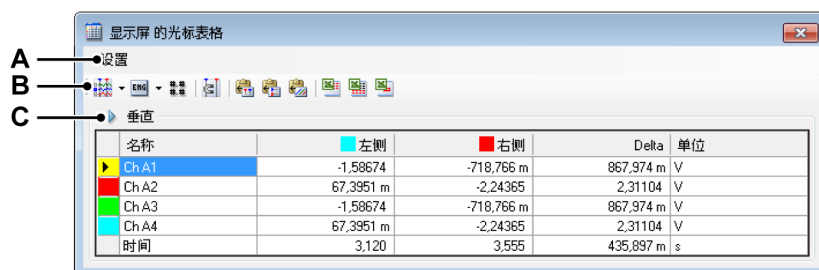 显示屏 的光标表格
A 设置
B ENG
C 垂直
名称 左侧 右侧 Delta 单位
Ch A1 -1,58674 -718,766 m 867,974 m V
Ch A2 67,3951 m -2,24365 2,31104 V
Ch A3 -1,58674 -718,766 m 867,974 m V
Ch A4 67,3951 m -2,24365 2,31104 V
时间 3,120 3,555 435,897 m s